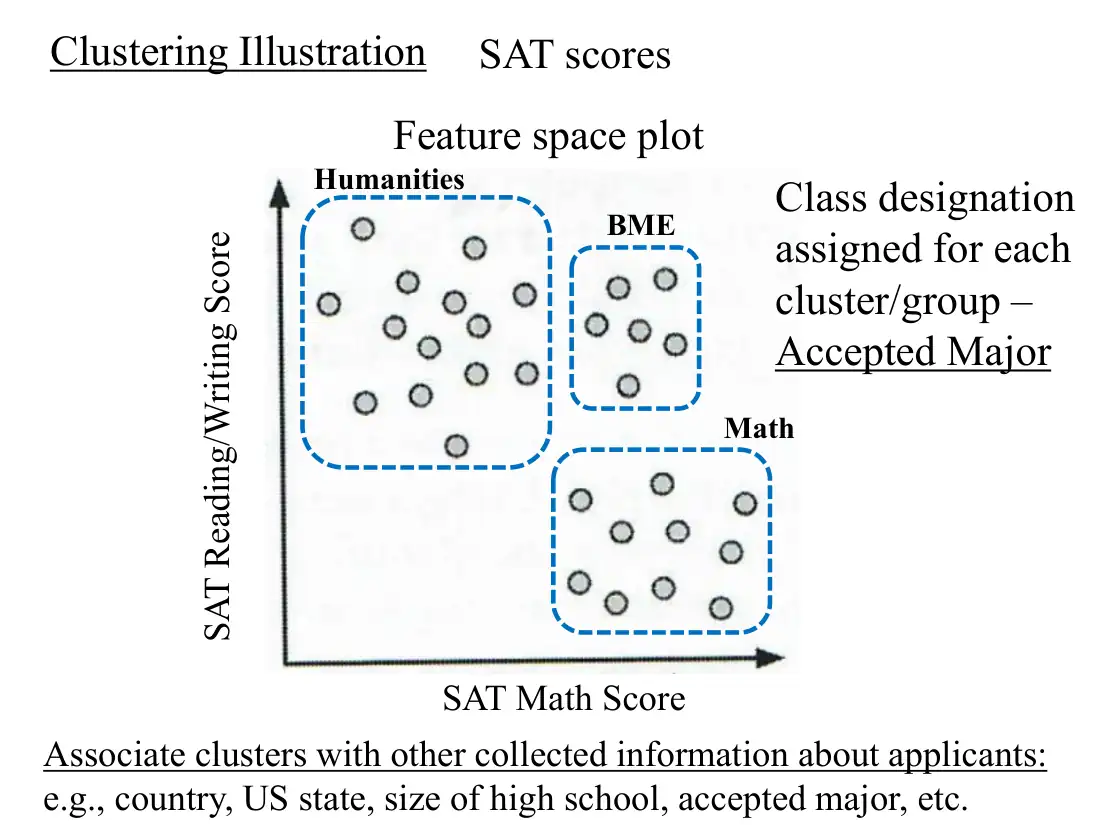 Clustering Illustration
SAT scores
Feature space plot
Humanities
BME
Math
SAT Reading/Writing Score
SAT Math Score
Class designation
assigned for each
cluster/group –
Accepted Major
Associate clusters with other collected information about applicants:
e.g., country, US state, size of high school, accepted major, etc.